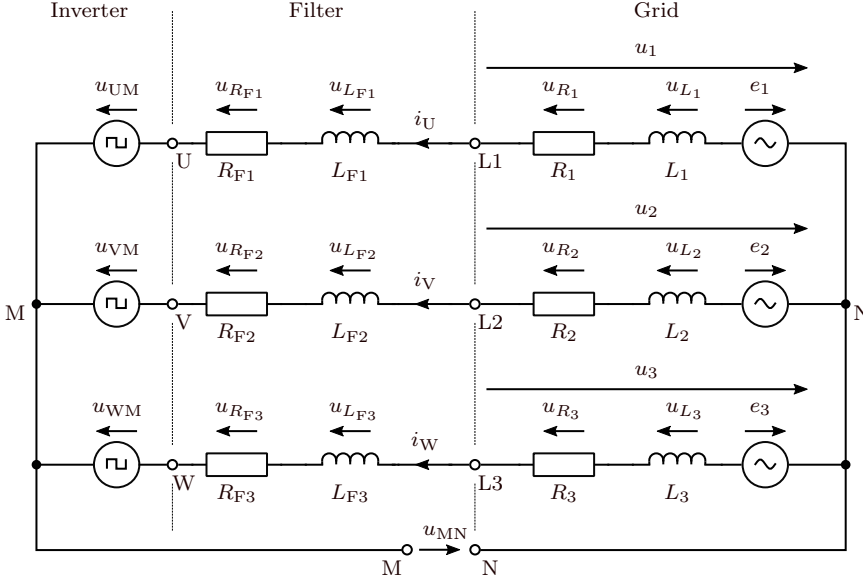 Inverter Filter Grid
u1
uUM uRF1 uLF1 iU uR1 uL1 e1
U RF1 LF1 L1 R1 L1
u2
uVM uRF2 uLF2 iV uR2 uL2 e2
M V RF2 LF2 L2 R2 L2 N
u3
uWM uRF3 uLF3 iW uR3 uL3 e3
W RF3 LF3 L3 R3 L3
uMN
M N